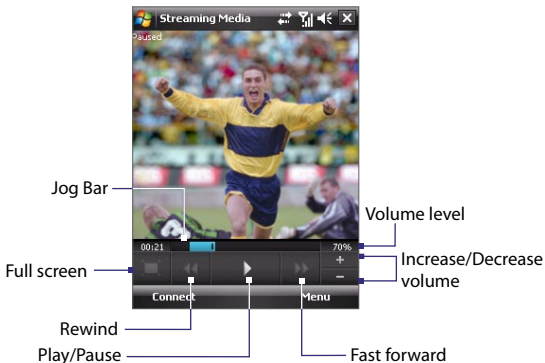 Streaming Media
Paused
Jog Bar
Volume level
00:21
70%
Full screen
+
Increase/Decrease
volume
−
Connect
Menu
Rewind
Play/Pause
Fast forward